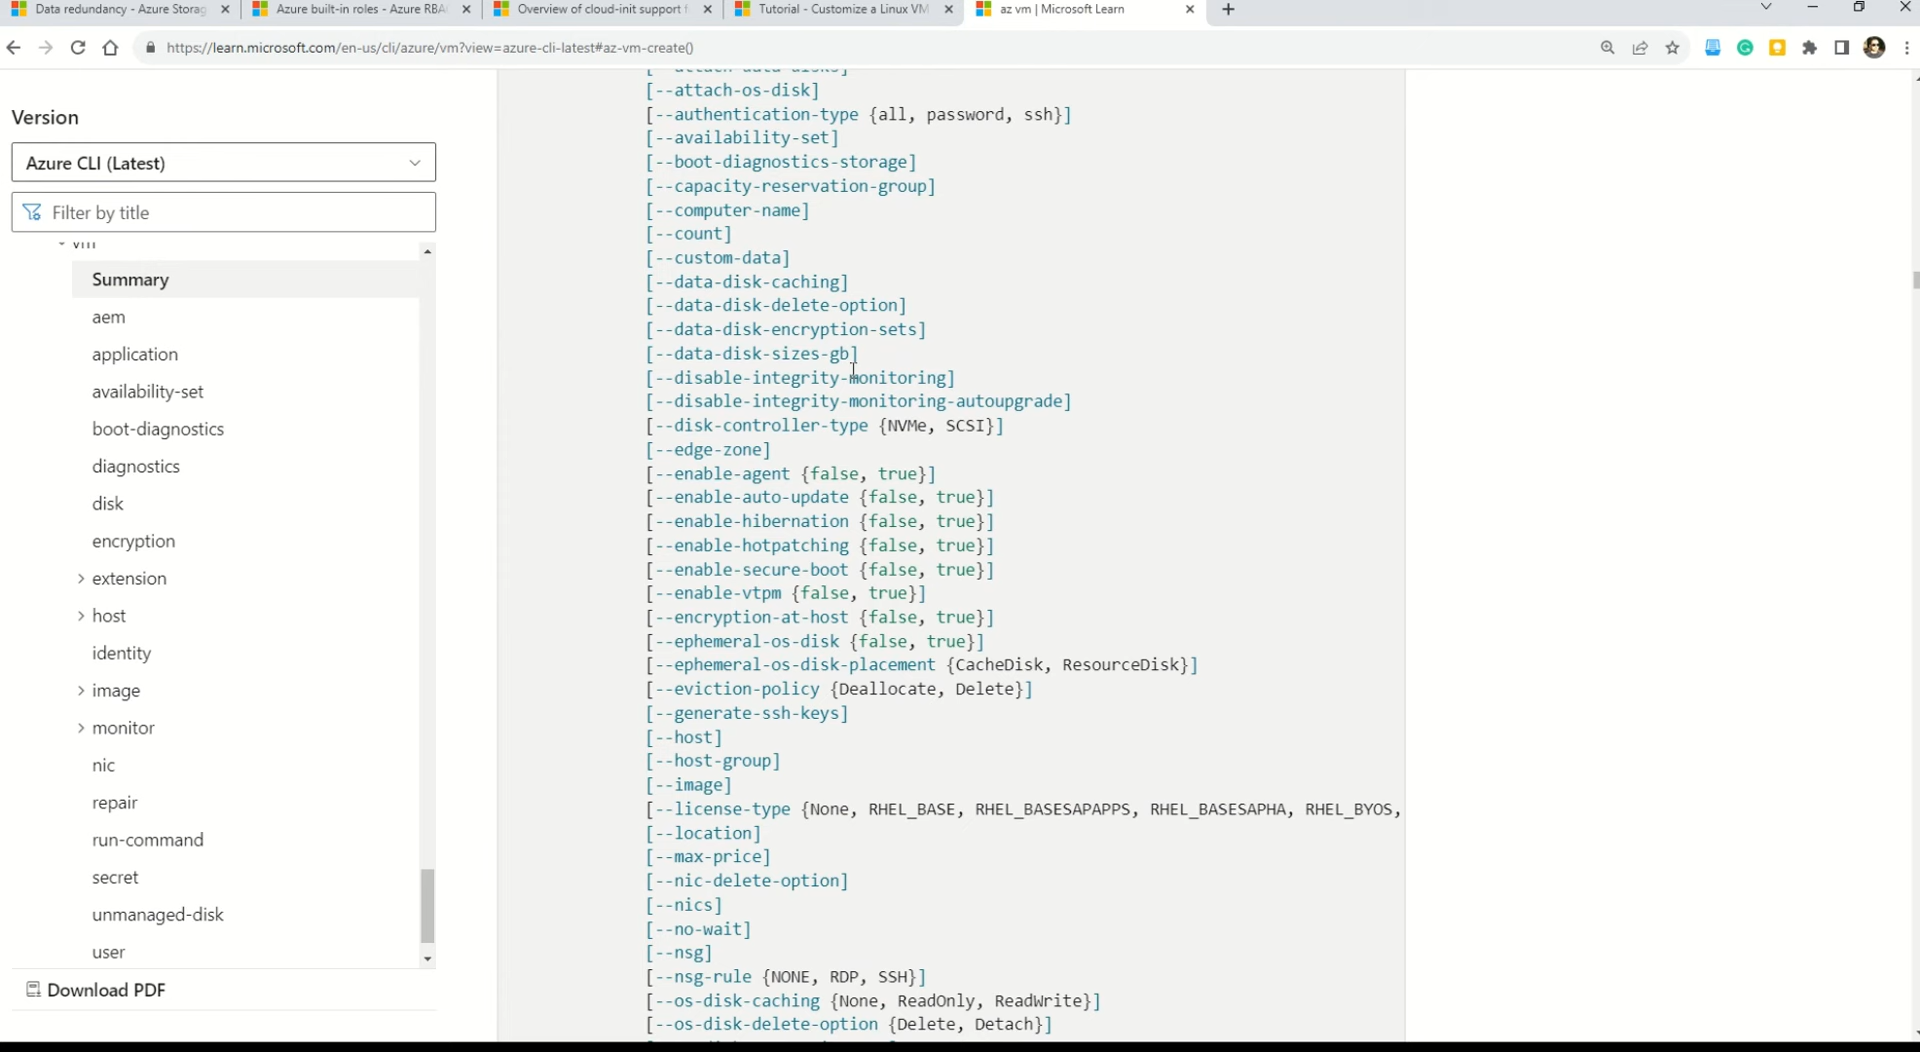 Data redundancy - Azure Storag
Azure built-in roles - Azure RBA
Overview of cloud-init support f
Tutorial - Customize a Linux VM
az vm | Microsoft Learn
https://learn.microsoft.com/en-us/cli/azure/vm?view=azure-cli-latest#az-vm-create()
Version
Azure CLI (Latest)
Filter by title
vm
Summary
aem
application
availability-set
boot-diagnostics
diagnostics
disk
encryption
extension
host
identity
image
monitor
nic
repair
run-command
secret
unmanaged-disk
user
Download PDF
[--attach-data-disks]
[--attach-os-disk]
[--authentication-type {all, password, ssh}]
[--availability-set]
[--boot-diagnostics-storage]
[--capacity-reservation-group]
[--computer-name]
[--count]
[--custom-data]
[--data-disk-caching]
[--data-disk-delete-option]
[--data-disk-encryption-sets]
[--data-disk-sizes-gb]
[--disable-integrity-monitoring]
[--disable-integrity-monitoring-autoupgrade]
[--disk-controller-type {NVMe, SCSI}]
[--edge-zone]
[--enable-agent {false, true}]
[--enable-auto-update {false, true}]
[--enable-hibernation {false, true}]
[--enable-hotpatching {false, true}]
[--enable-secure-boot {false, true}]
[--enable-vtpm {false, true}]
[--encryption-at-host {false, true}]
[--ephemeral-os-disk {false, true}]
[--ephemeral-os-disk-placement {CacheDisk, ResourceDisk}]
[--eviction-policy {Deallocate, Delete}]
[--generate-ssh-keys]
[--host]
[--host-group]
[--image]
[--license-type {None, RHEL_BASE, RHEL_BASESAPAPPS, RHEL_BASESAPHA, RHEL_BYOS,
[--location]
[--max-price]
[--nic-delete-option]
[--nics]
[--no-wait]
[--nsg]
[--nsg-rule {NONE, RDP, SSH}]
[--os-disk-caching {None, ReadOnly, ReadWrite}]
[--os-disk-delete-option {Delete, Detach}]